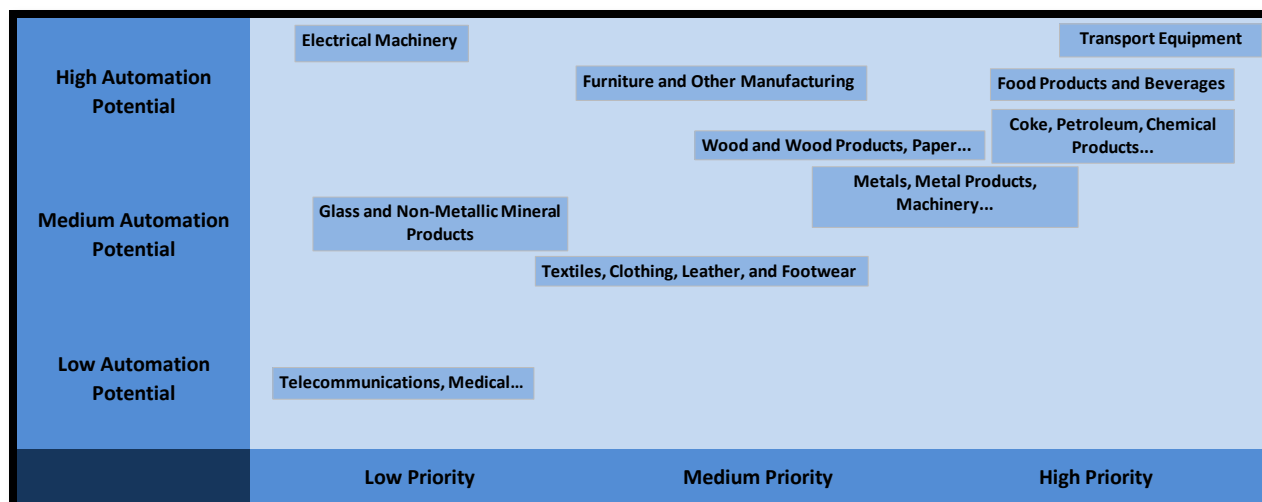 Electrical Machinery
Transport Equipment
High Automation
Potential
Furniture and Other Manufacturing
Food Products and Beverages
Coke, Petroleum, Chemical
Products...
Wood and Wood Products, Paper...
Metals, Metal Products,
Machinery...
Medium Automation
Potential
Glass and Non-Metallic Mineral
Products
Textiles, Clothing, Leather, and Footwear
Low Automation
Potential
Telecommunications, Medical...
Low Priority
Medium Priority
High Priority